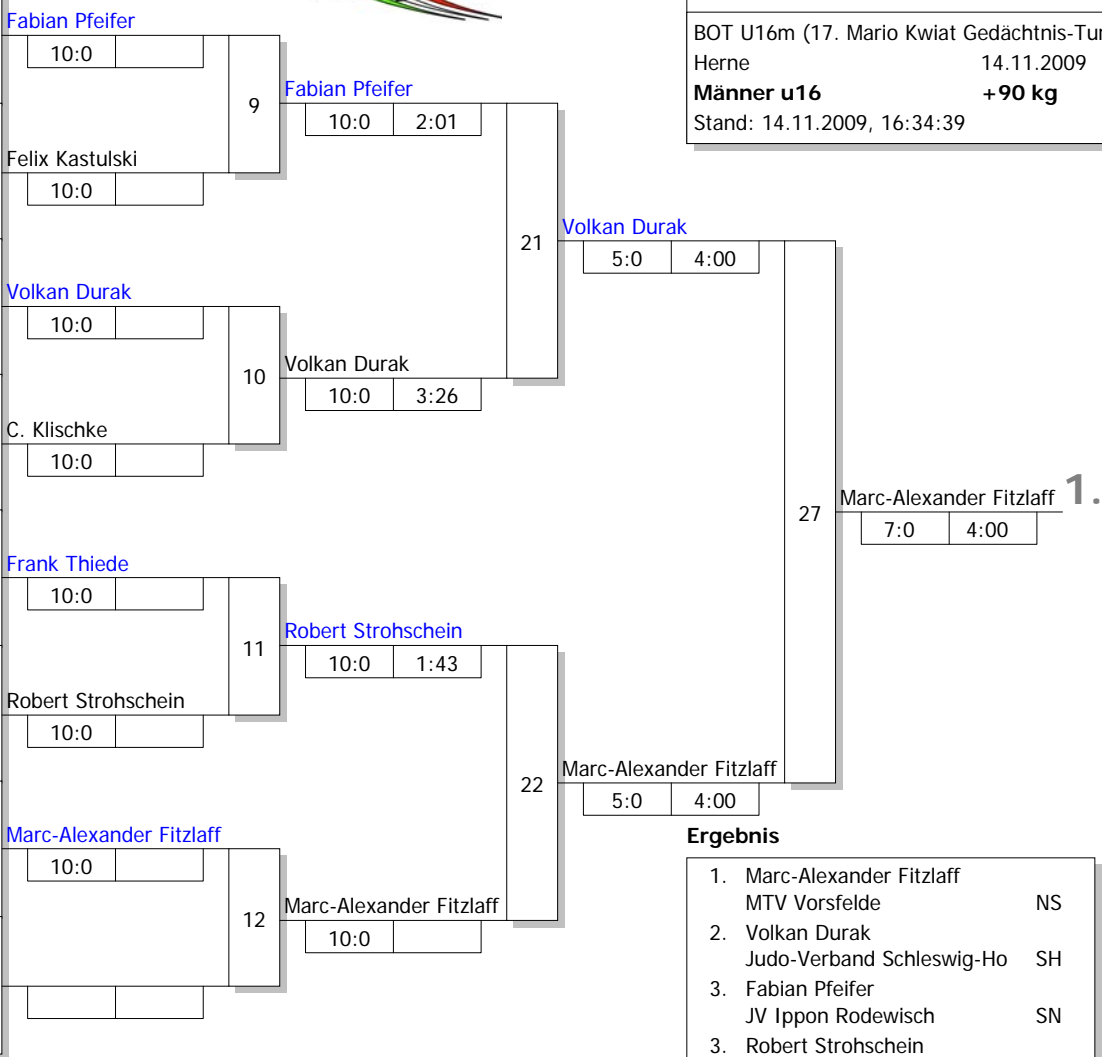 Fabian Pfeifer
10:0
9
Felix Kastulski
10:0
Volkan Durak
10:0
10
C. Klischke
10:0
Frank Thiede
10:0
11
Robert Strohschein
10:0
Marc-Alexander Fitzlaff
10:0
12
Fabian Pfeifer
10:0 2:01
21
Volkan Durak
10:0 3:26
Robert Strohschein
10:0 1:43
22
Marc-Alexander Fitzlaff
10:0
Volkan Durak
5:0 4:00
27
Marc-Alexander Fitzlaff
5:0 4:00
Marc-Alexander Fitzlaff 1.
7:0 4:00
BOT U16m (17. Mario Kwiat Gedächtnis-Tur
Herne 14.11.2009
Männer u16 +90 kg
Stand: 14.11.2009, 16:34:39
Ergebnis
1. Marc-Alexander Fitzlaff
MTV Vorsfelde NS
2. Volkan Durak
Judo-Verband Schleswig-Ho SH
3. Fabian Pfeifer
JV Ippon Rodewisch SN
3. Robert Strohschein